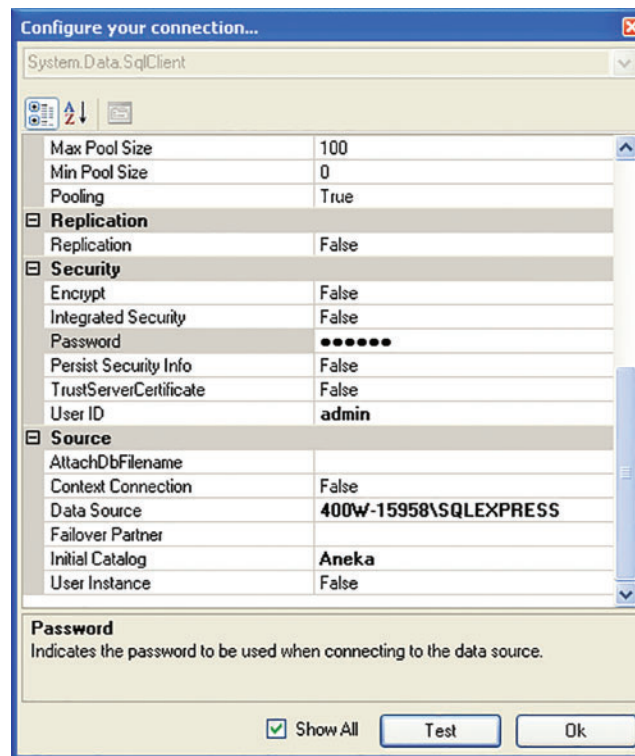 Configure your connection...
System.Data.SqlClient
Max Pool Size 100
Min Pool Size 0
Pooling True
Replication
Replication False
Security
Encrypt False
Integrated Security False
Password ●●●●●●
Persist Security Info False
TrustServerCertificate False
User ID admin
Source
AttachDbFilename
Context Connection False
Data Source 400W-15958\SQLEXPRESS
Failover Partner
Initial Catalog Aneka
User Instance False
Password
Indicates the password to be used when connecting to the data source.
Show All Test Ok